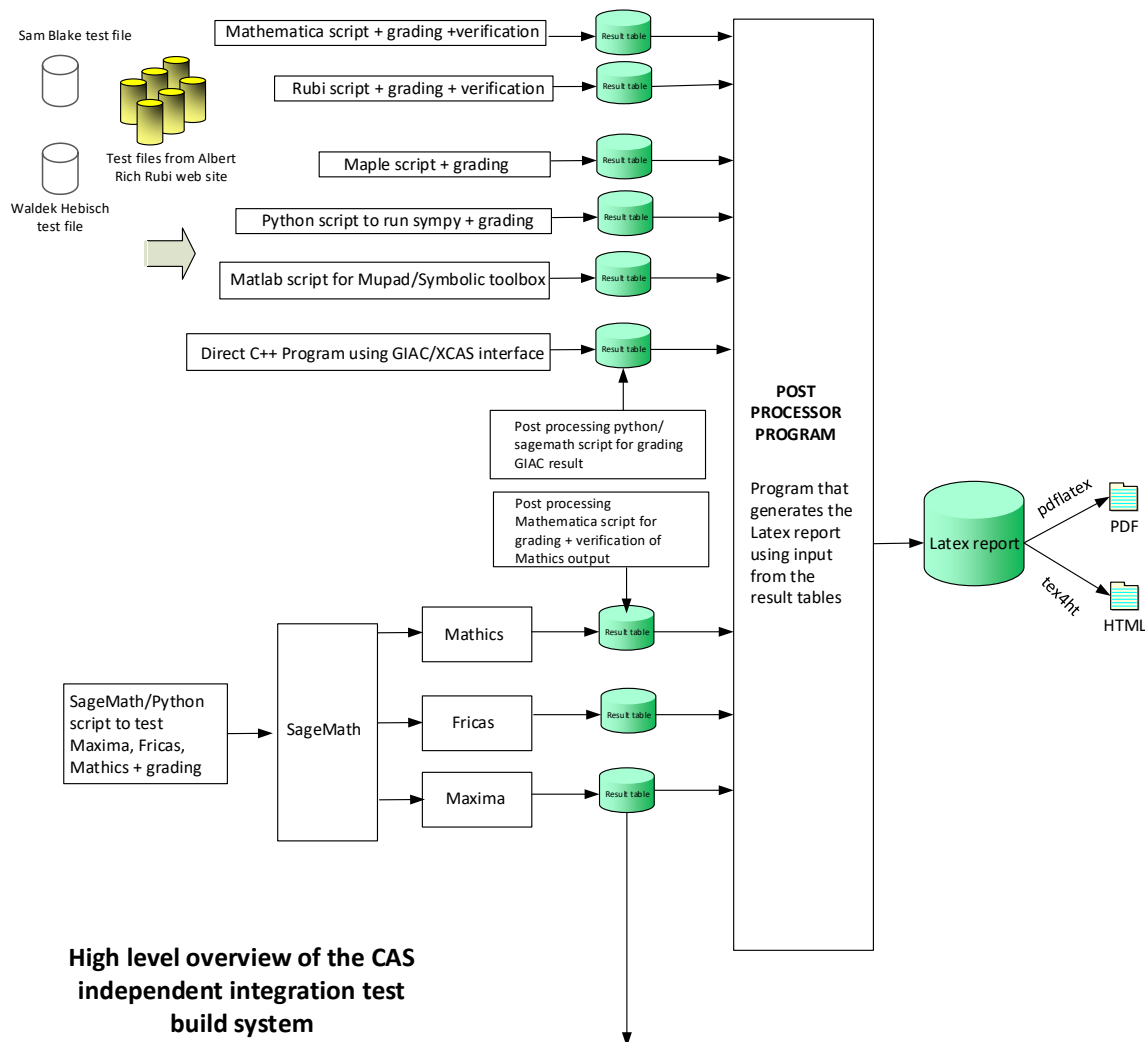 Sam Blake test file
Test files from Albert
Rich Rubi web site
Waldek Hebisch
test file
Mathematica script + grading +verification
Result table
Rubi script + grading + verification
Result table
Maple script + grading
Result table
Python script to run sympy + grading
Result table
Matlab script for Mupad/Symbolic toolbox
Result table
Direct C++ Program using GIAC/XCAS interface
Result table
Post processing python/
sagemath script for grading
GIAC result
Post processing
Mathematica script for
grading + verification of
Mathics output
SageMath/Python
script to test
Maxima, Fricas,
Mathics + grading
SageMath
Mathics
Result table
Fricas
Result table
Maxima
Result table
POST
PROCESSOR
PROGRAM
Program that
generates the
Latex report
using input
from the
result tables
Latex report
pdflatex
PDF
tex4ht
HTML
High level overview of the CAS
independent integration test
build system